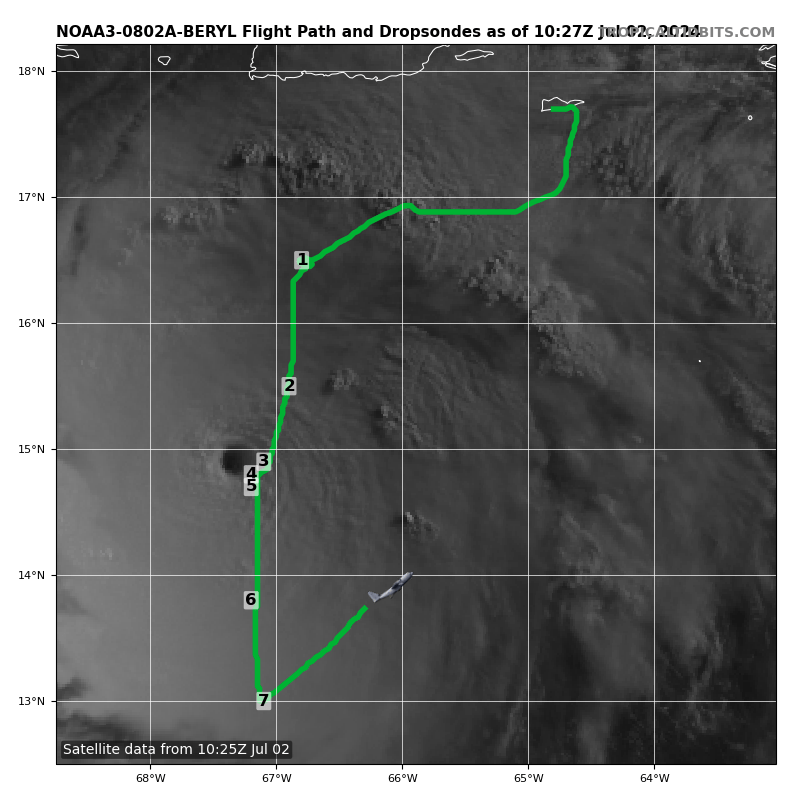 NOAA3-0802A-BERYL Flight Path and Dropsondes as of 10:27Z Jul 02, 2024
TROPICALTIDBITS.COM
18°N
17°N
1
16°N
2
15°N
3
4
5
14°N
6
13°N
7
Satellite data from 10:25Z Jul 02
68°W 67°W 66°W 65°W 64°W